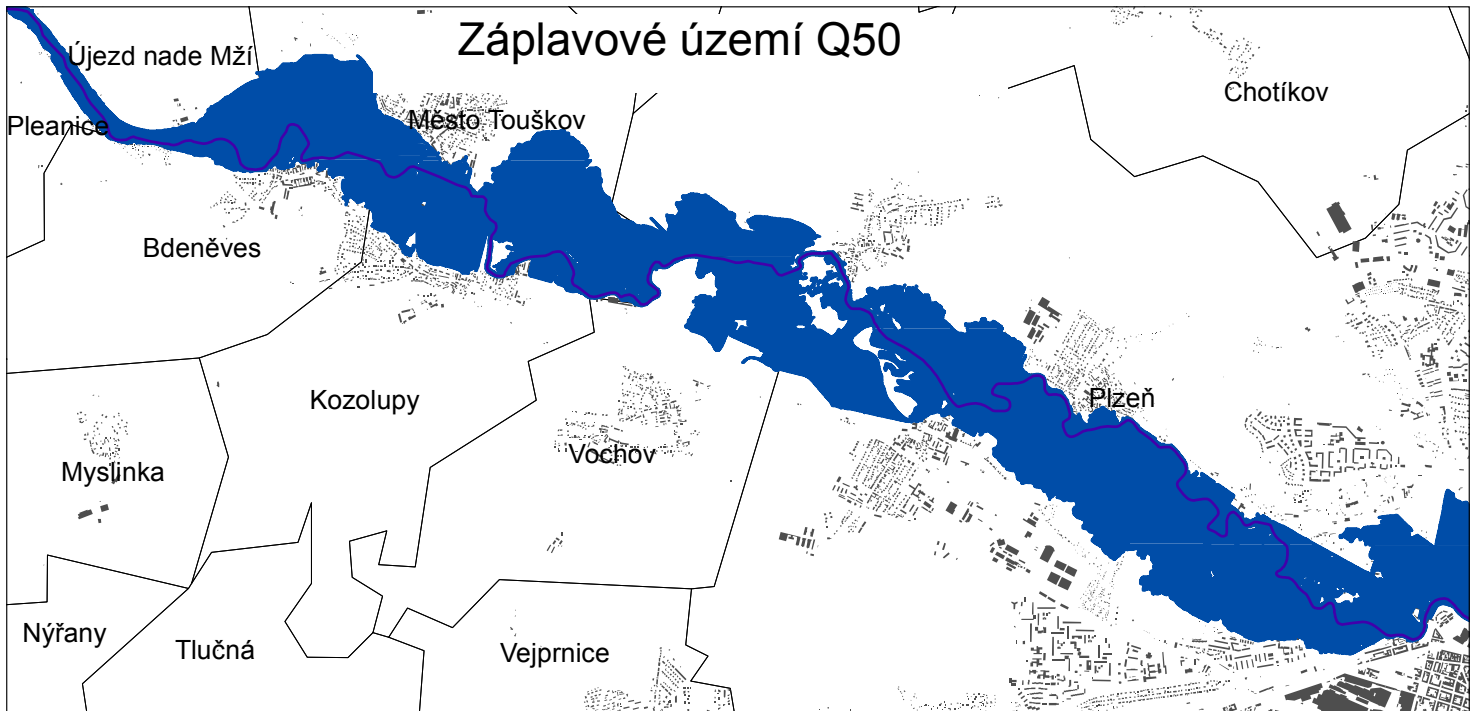 Záplavové území Q50
Újezd nade Mží
Chotíkov
Město Touškov
Pleanice
Bdeněves
Plzeň
Kozolupy
Vochov
Myslinka
Nýřany
Tlučná
Vejprnice